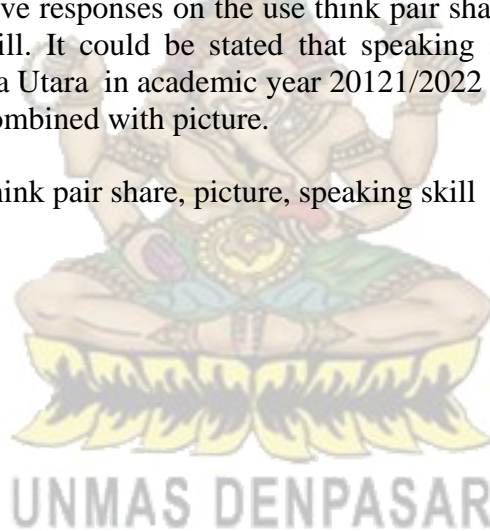 ve responses on the use think pair sha
ill. It could be stated that speaking
a Utara in academic year 20121/2022
ombined with picture.
hink pair share, picture, speaking skill
UNMAS DENPASAR